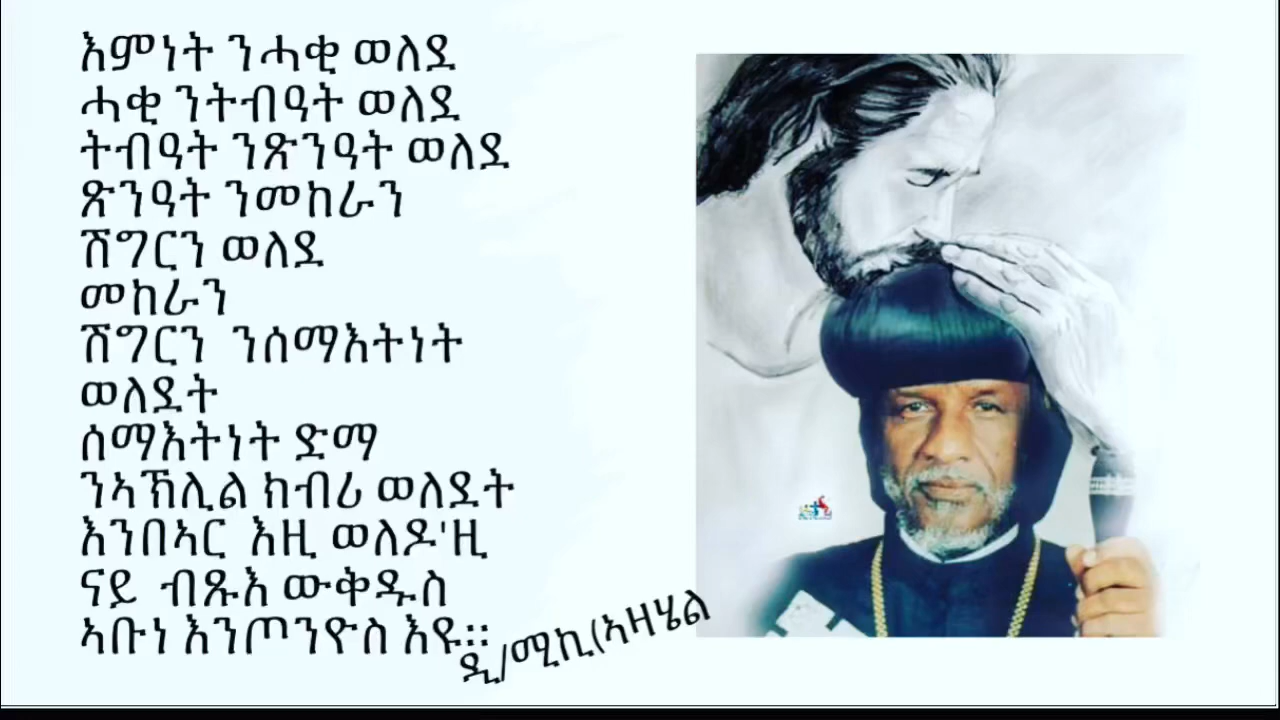 እምነት ንሓቂ ወለደ
ሓቂ ንትብዓት ወለደ
ትብዓት ንጽንዓት ወለደ
ጽንዓት ንመከራን
ሽግርን ወለደ
መከራን
ሽግርን ንሰማእትነት
ወለደት
ሰማእትነት ድማ
ንኣኽሊል ክብሪ ወለደት
እንበኣር እዚ ወለዶ'ዚ
ናይ ብጹእ ውቅዱስ
ኣቡነ እንጦንዮስ እዩ።
ዲ/ሚኪ(ኣዛሄል